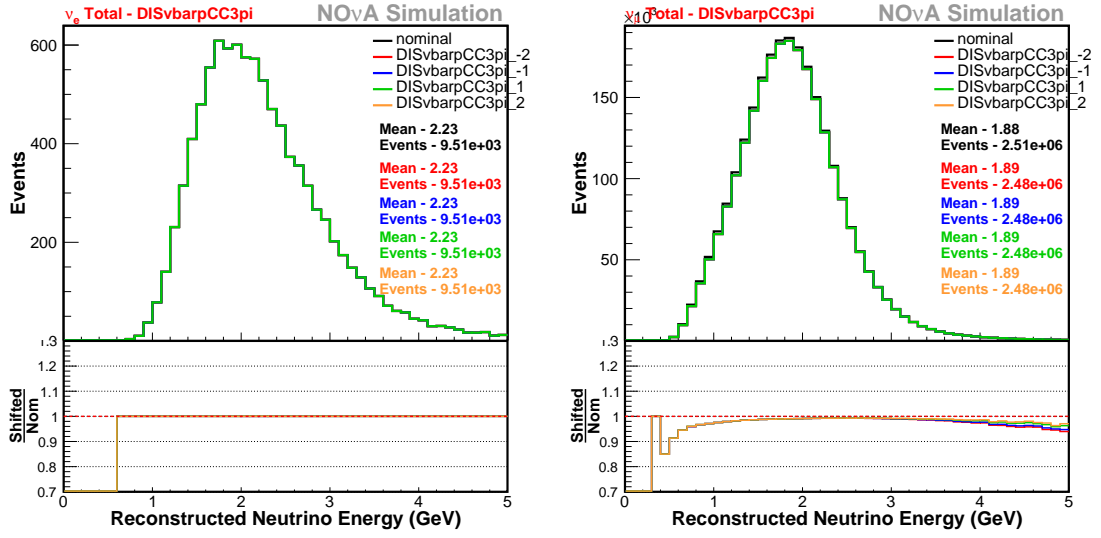 νe Total - DISvbarpCC3pi
NOνA Simulation
nominal
DISvbarpCC3pi_-2
DISvbarpCC3pi_-1
DISvbarpCC3pi_1
DISvbarpCC3pi_2
Mean - 2.23
Events - 9.51e+03
Mean - 2.23
Events - 9.51e+03
Mean - 2.23
Events - 9.51e+03
Mean - 2.23
Events - 9.51e+03
Mean - 2.23
Events - 9.51e+03
Events
600
400
200
1.2
1.1
1
0.9
0.8
0.7
Shifted
Nom
0 1 2 3 4 5
Reconstructed Neutrino Energy (GeV)
Total - DISvbarpCC3pi
NOνA Simulation
nominal
DISvbarpCC3pi_-2
DISvbarpCC3pi_-1
DISvbarpCC3pi_1
DISvbarpCC3pi_2
Mean - 1.88
Events - 2.51e+06
Mean - 1.89
Events - 2.48e+06
Mean - 1.89
Events - 2.48e+06
Mean - 1.89
Events - 2.48e+06
Mean - 1.89
Events - 2.48e+06
Events
150
100
50
1.2
1.1
1
0.9
0.8
0.7
Shifted
Nom
0 1 2 3 4 5
Reconstructed Neutrino Energy (GeV)